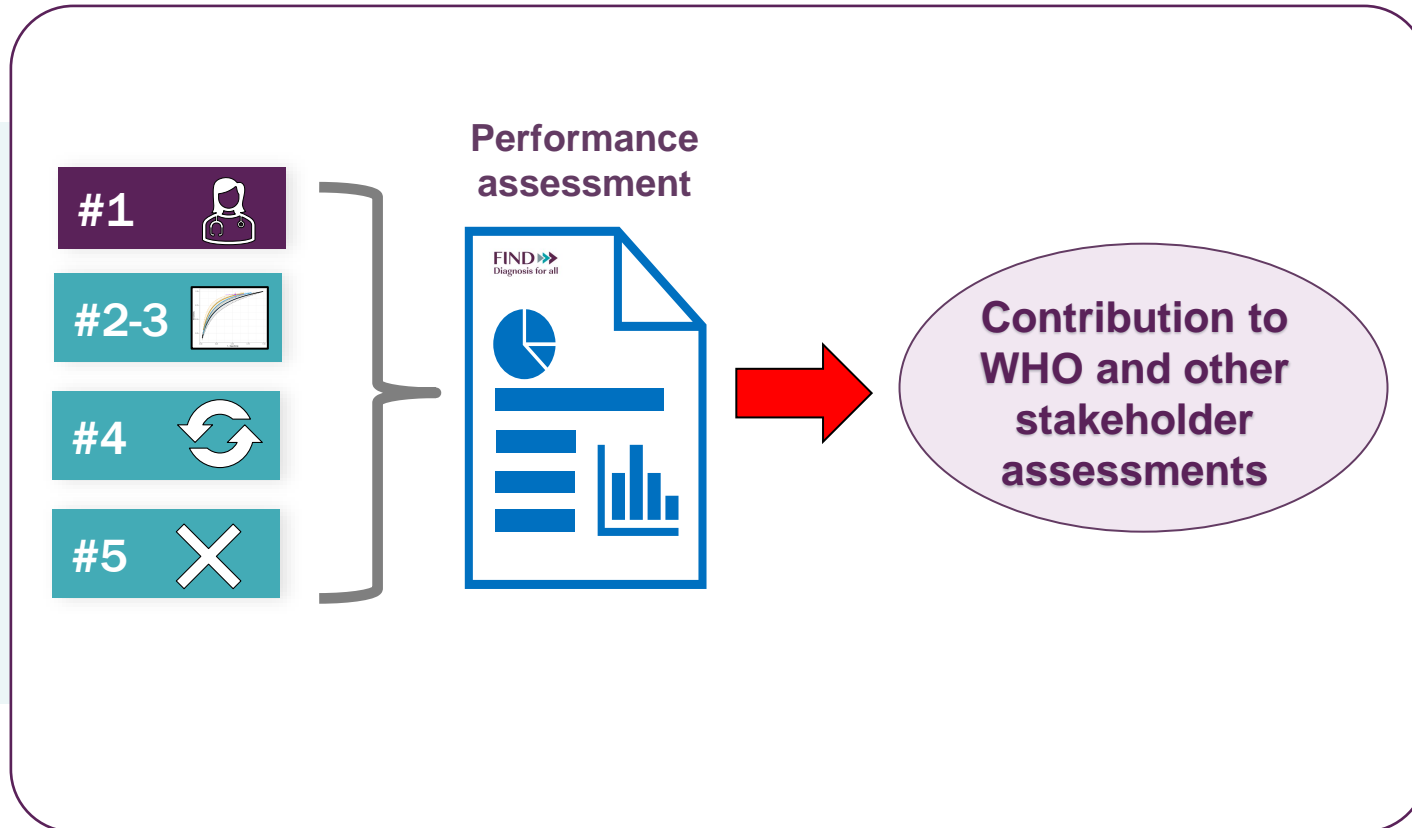 Performance
assessment
#1
#2-3
#4
#5
FIND
Diagnosis for all
Contribution to
WHO and other
stakeholder
assessments